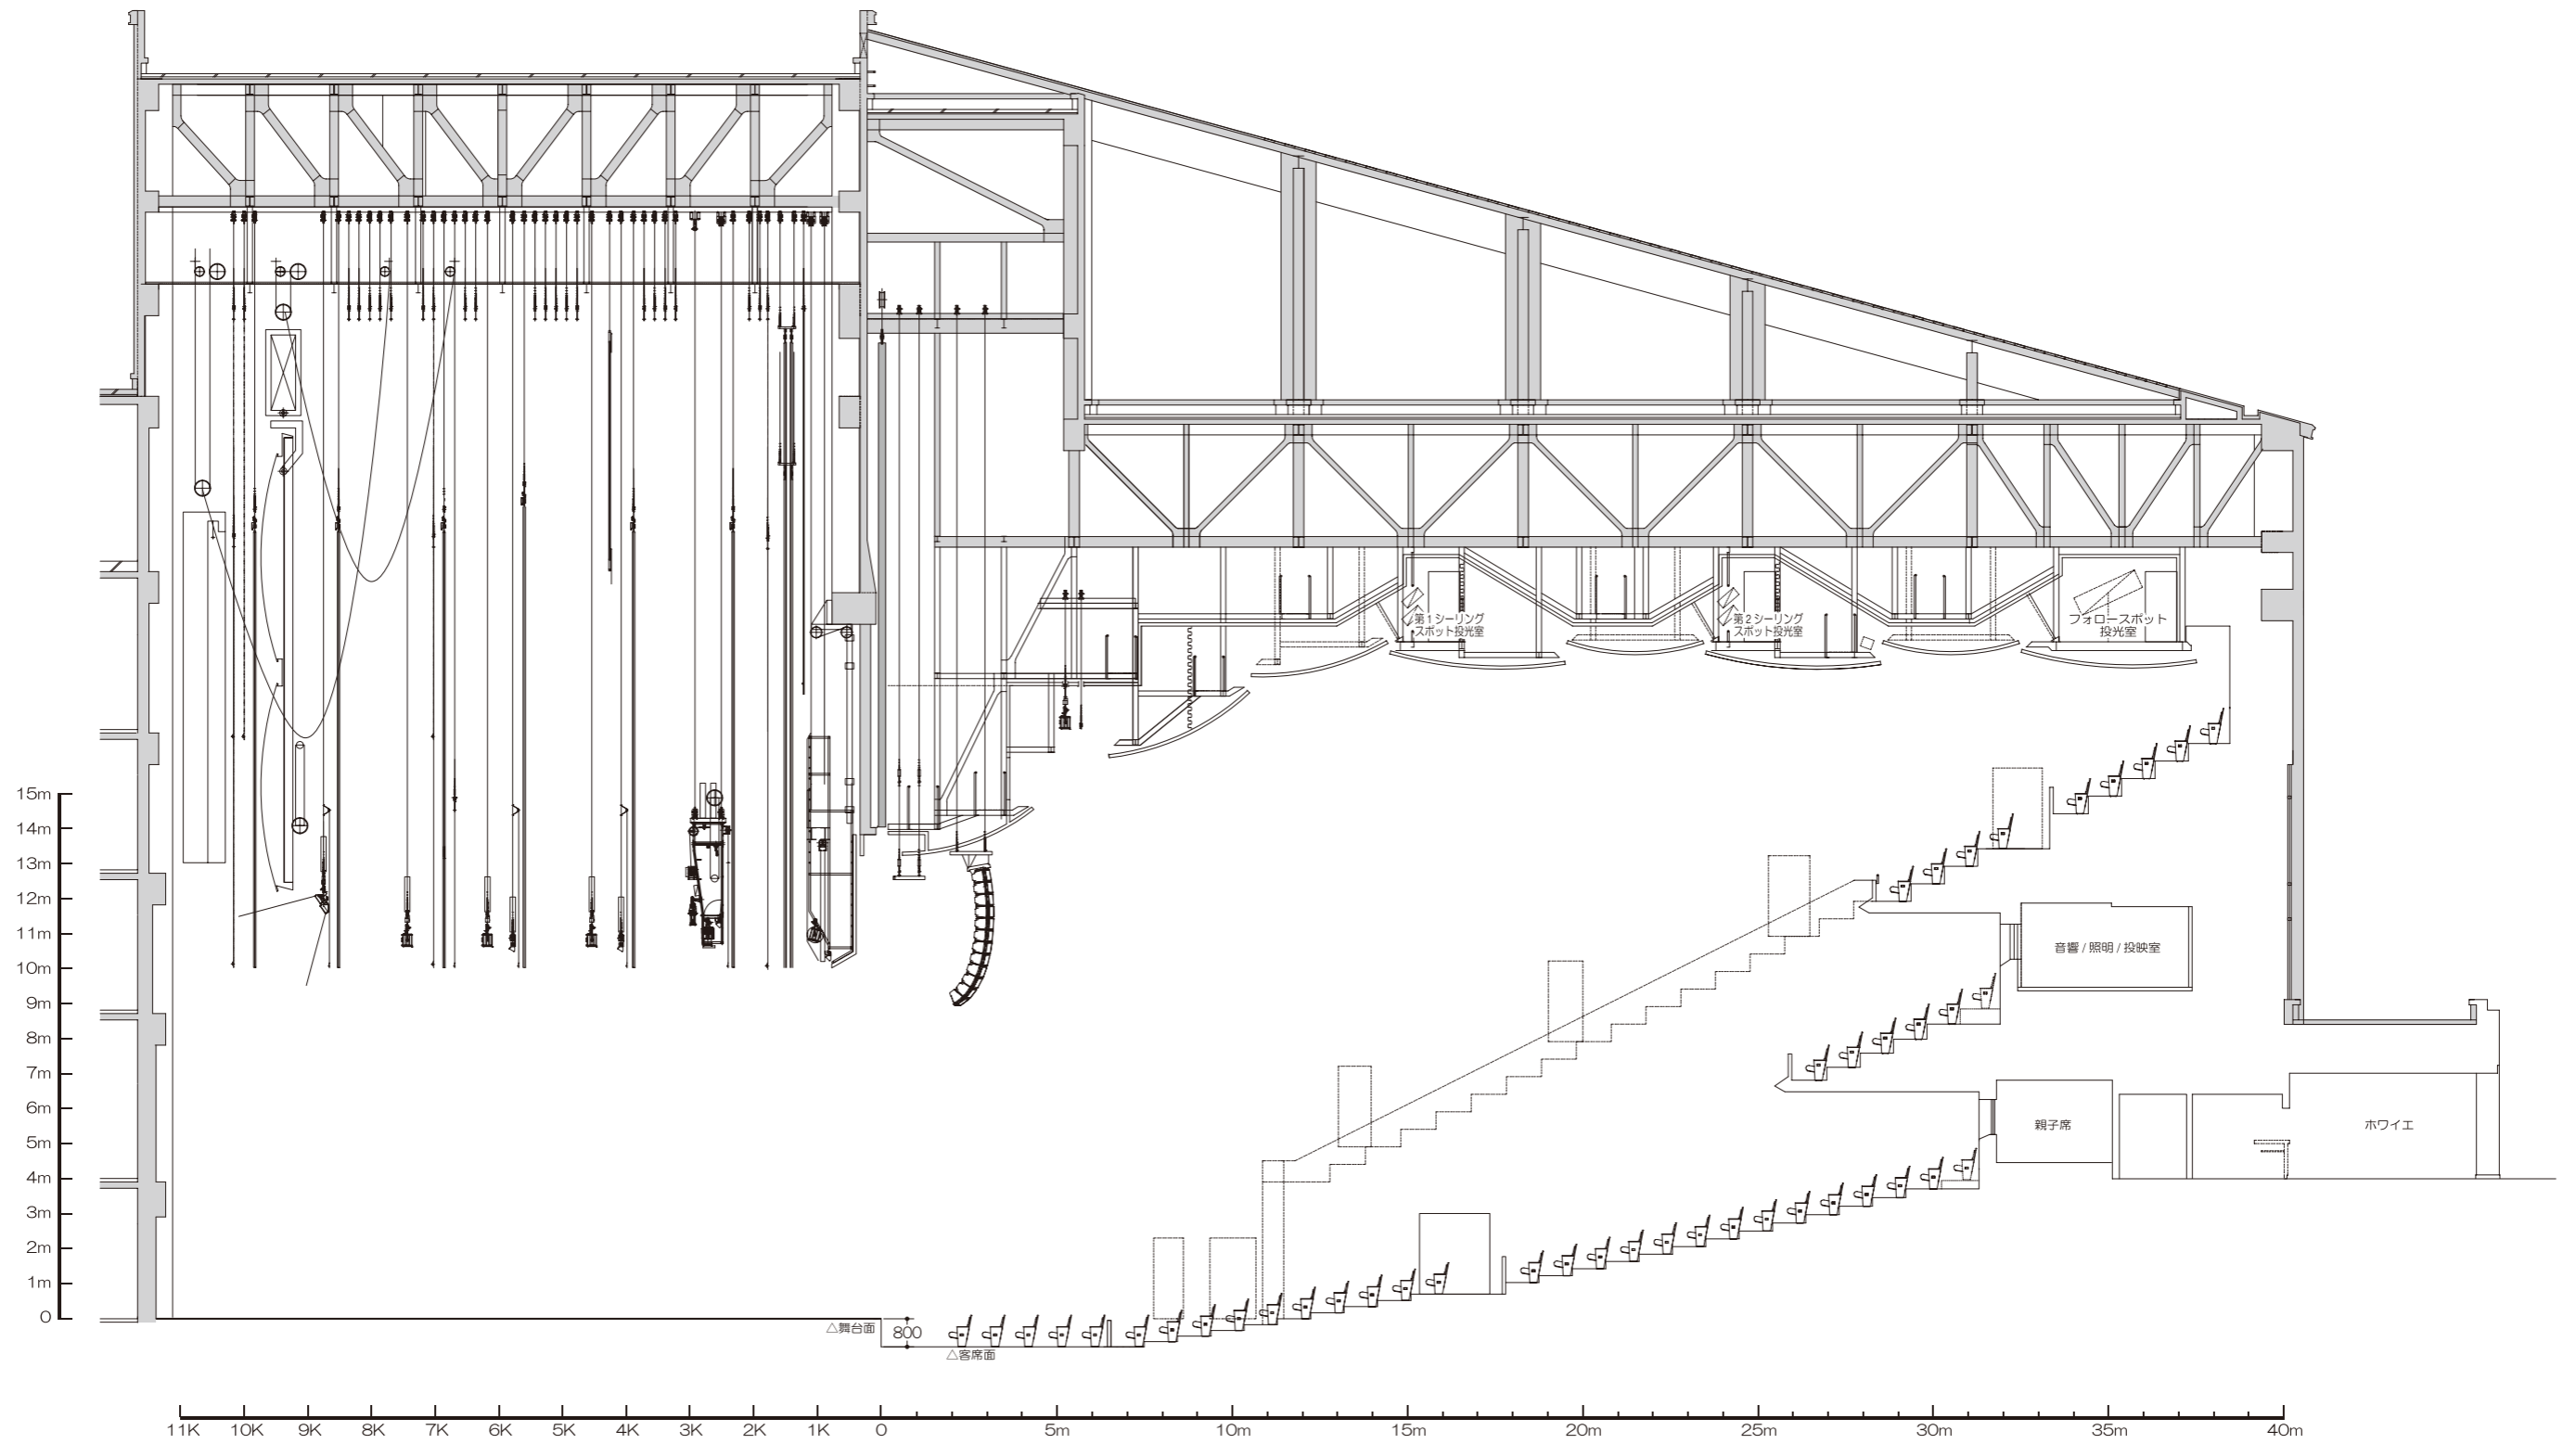 第1シーリング
スポット投光室
第2シーリング
スポット投光室
フォロースポット
投光室
15m
14m
13m
12m
11m
10m
9m
8m
7m
6m
5m
4m
3m
2m
1m
0
音響/照明/投映室
親子席
ホワイエ
△舞台面
800
△客席面
11K 10K 9K 8K 7K 6K 5K 4K 3K 2K 1K 0 5m 10m 15m 20m 25m 30m 35m 40m